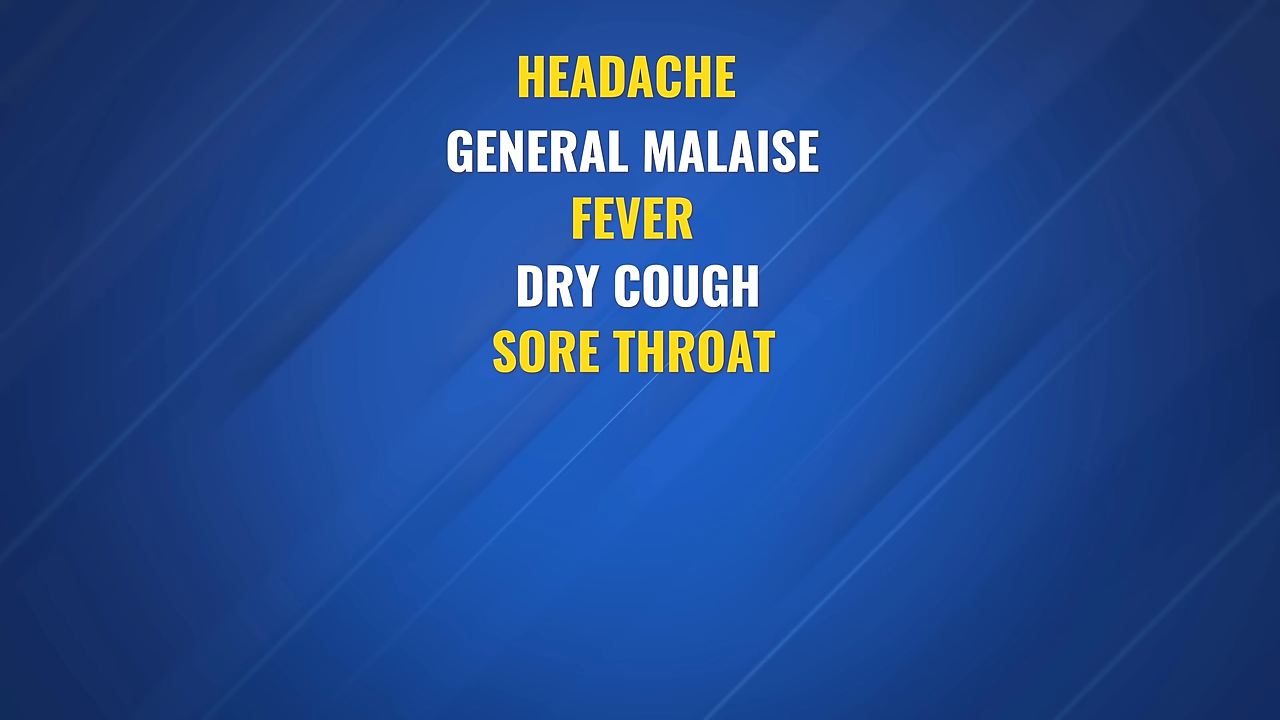 HEADACHE
GENERAL MALAISE
FEVER
DRY COUGH
SORE THROAT